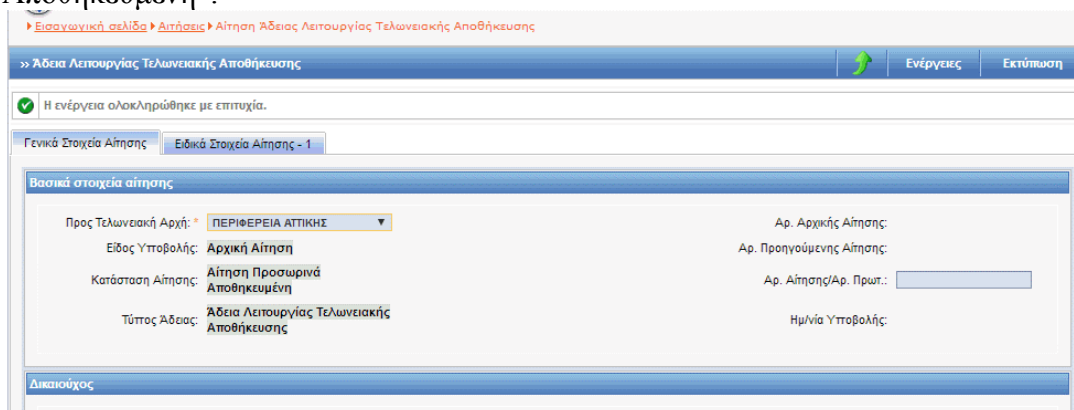 Αποθηκευμένη".
Εισαγωγική σελίδα Αιτήσεις Αίτηση Άδειας Λειτουργίας Τελωνειακής Αποθήκευσης
» Άδεια Λειτουργίας Τελωνειακής Αποθήκευσης Ενέργειες Εκτύπωση
Η ενέργεια ολοκληρώθηκε με επιτυχία.
Γενικά Στοιχεία Αίτησης Ειδικά Στοιχεία Αίτησης - 1
Βασικά στοιχεία αίτησης
Προς Τελωνειακή Αρχή: * ΠΕΡΙΦΕΡΕΙΑ ΑΤΤΙΚΗΣ Αρ. Αρχικής Αίτησης:
Είδος Υποβολής: Αρχική Αίτηση Αρ. Προηγούμενης Αίτησης:
Κατάσταση Αίτησης: Αίτηση Προσωρινά Αρ. Αίτησης/Αρ. Πρωτ.:
Αποθηκευμένη
Τύπος Άδειας: Άδεια Λειτουργίας Τελωνειακής Ημ/νία Υποβολής:
Αποθήκευσης
Δικαιούχος